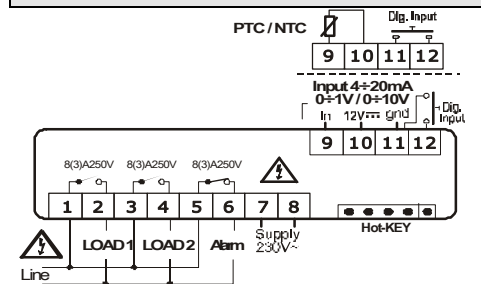 PTC / NTC
Dig. Input
9 10 11 12
Input 4÷20mA
0÷1V / 0÷10V
In 12V gnd
Dig.
Input
9 10 11 12
8(3)A250V 8(3)A250V 8(3)A250V
1 2 3 4 5 6 7 8
LOAD 1 LOAD 2 Alarm Supply
230V~
Hot-KEY
Line